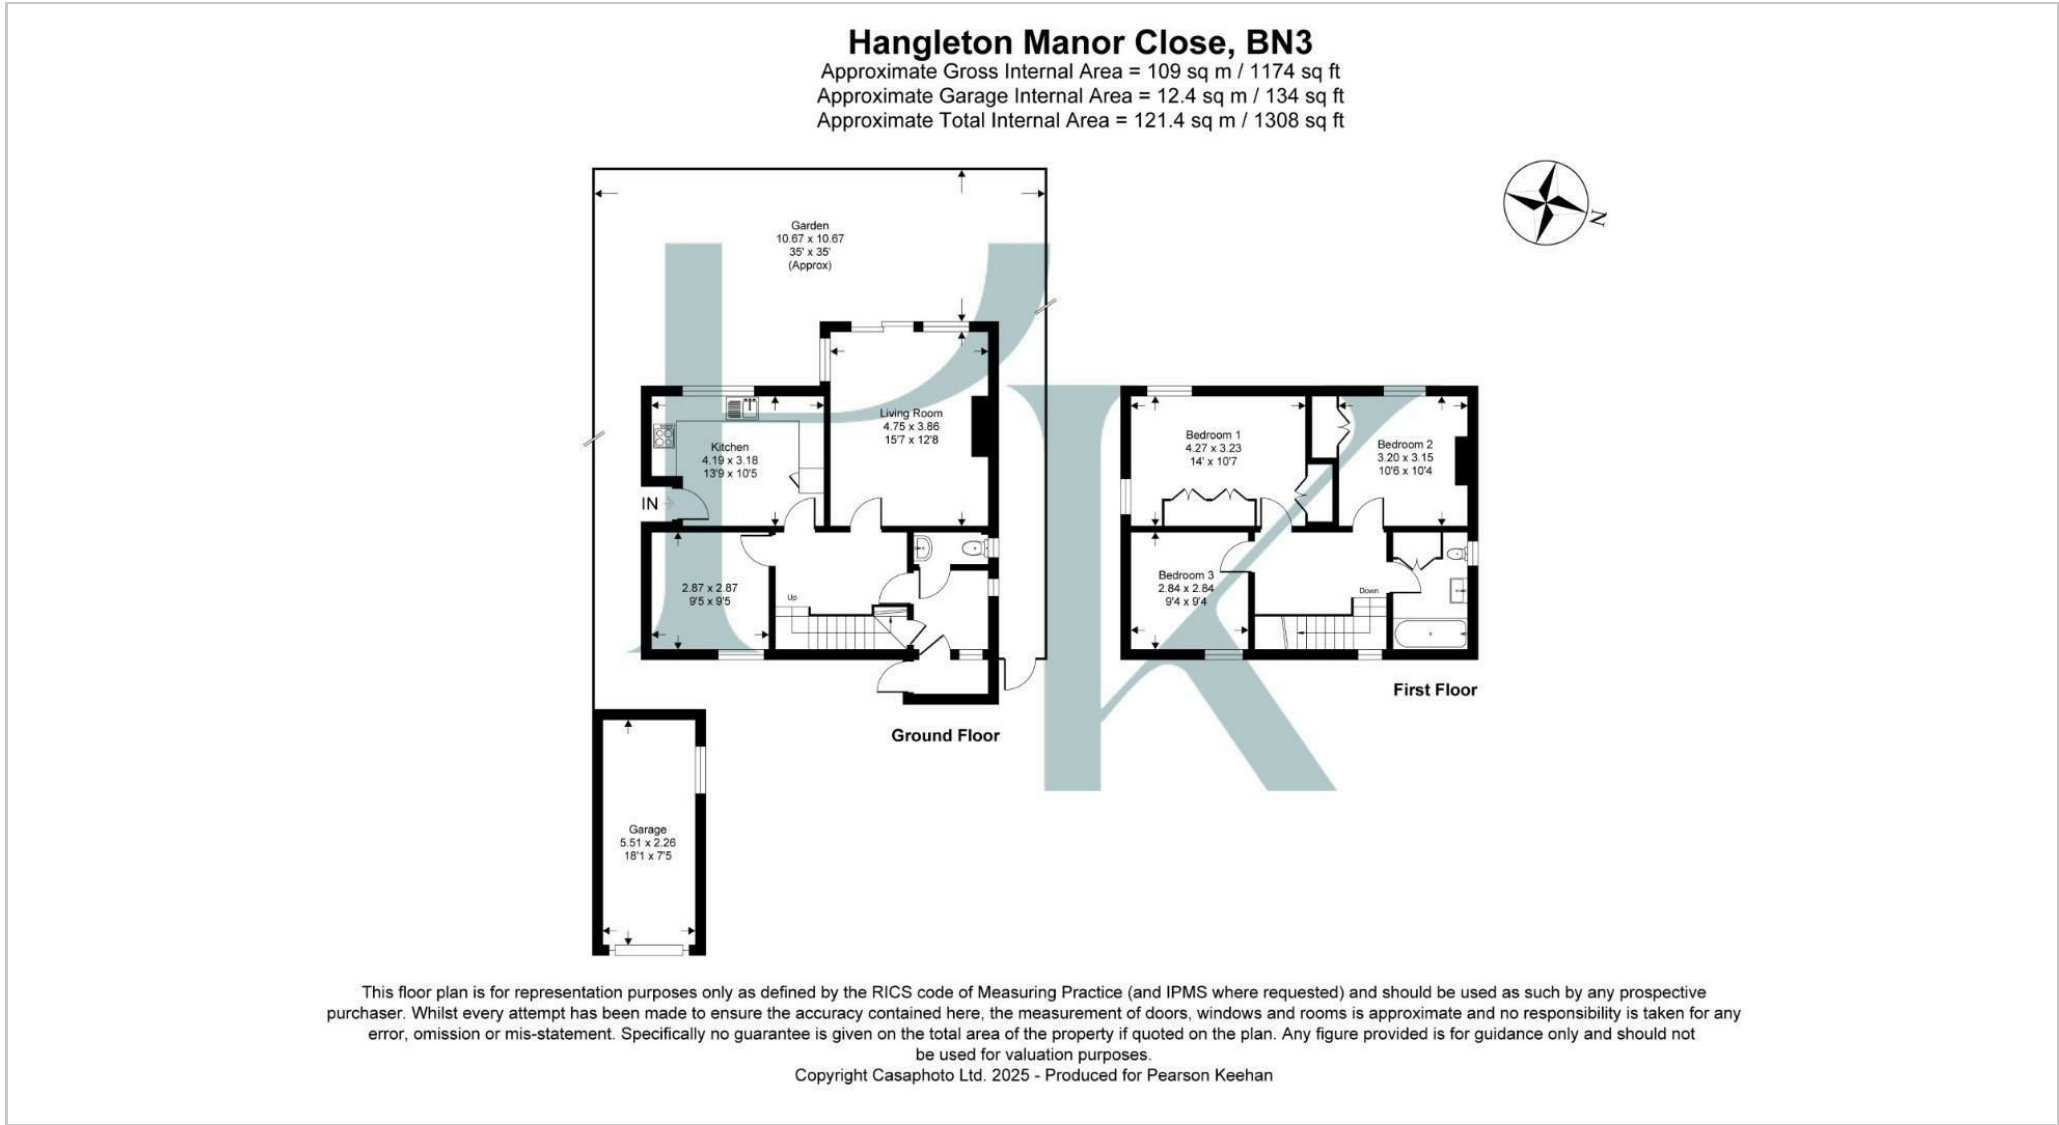 Hangleton Manor Close, BN3
Approximate Gross Internal Area = 109 sq m / 1174 sq ft
Approximate Garage Internal Area = 12.4 sq m / 134 sq ft
Approximate Total Internal Area = 121.4 sq m / 1308 sq ft
N
Garden
10.67 x 10.67
35' x 35'
(Approx)
Living Room
4.75 x 3.86
15'7 x 12'8
Kitchen
4.19 x 3.18
13'9 x 10'5
IN
2.87 x 2.87
9'5 x 9'5
Up
Ground Floor
Garage
5.51 x 2.26
18'1 x 7'5
Bedroom 1
4.27 x 3.23
14' x 10'7
Bedroom 2
3.20 x 3.15
10'6 x 10'4
Bedroom 3
2.84 x 2.84
9'4 x 9'4
Down
First Floor
JK
This floor plan is for representation purposes only as defined by the RICS code of Measuring Practice (and IPMS where requested) and should be used as such by any prospective
purchaser. Whilst every attempt has been made to ensure the accuracy contained here, the measurement of doors, windows and rooms is approximate and no responsibility is taken for any
error, omission or mis-statement. Specifically no guarantee is given on the total area of the property if quoted on the plan. Any figure provided is for guidance only and should not
be used for valuation purposes.
Copyright Casaphoto Ltd. 2025 - Produced for Pearson Keehan